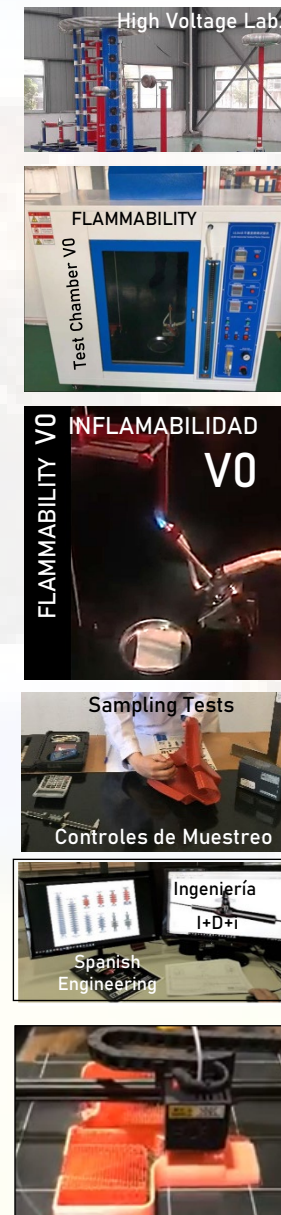 High Voltage Lab.
FLAMMABILITY
Test Chamber V0
INFLAMABILIDAD
V0
FLAMMABILITY V0
Sampling Tests
Controles de Muestreo
Ingeniería
I+D+i
Spanish
Engineering